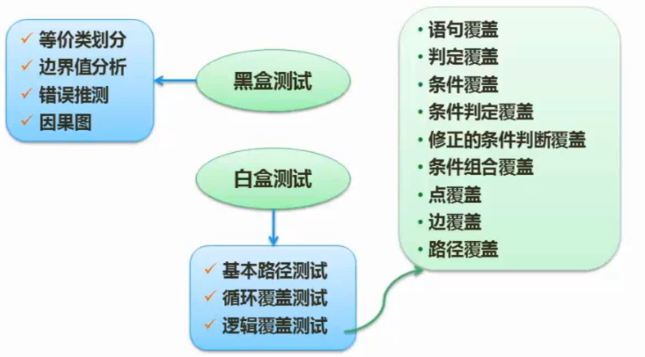 等价类划分
边界值分析
错误推测
因果图
黑盒测试
白盒测试
基本路径测试
循环覆盖测试
逻辑覆盖测试
语句覆盖
判定覆盖
条件覆盖
条件判定覆盖
修正的条件判断覆盖
条件组合覆盖
点覆盖
边覆盖
路径覆盖